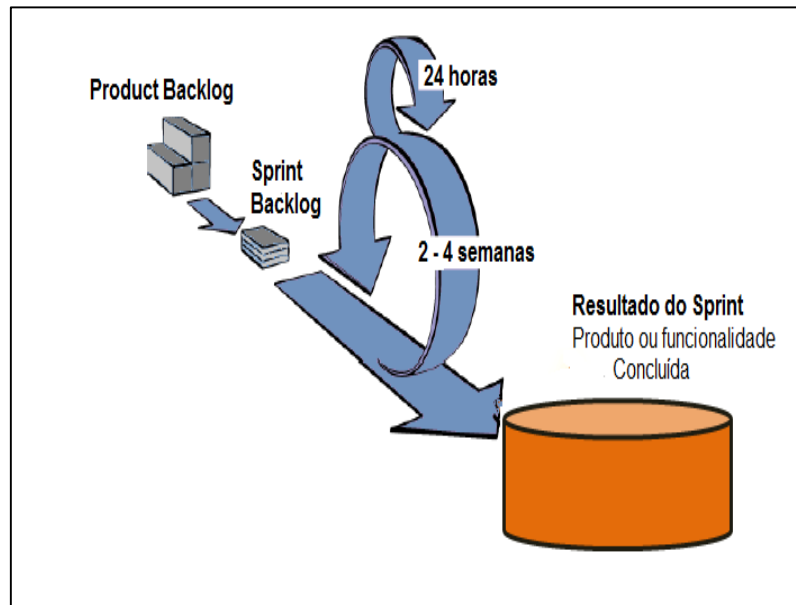 24 horas
Product Backlog
Sprint
Backlog
2 - 4 semanas
Resultado do Sprint
Produto ou funcionalidade
Concluída